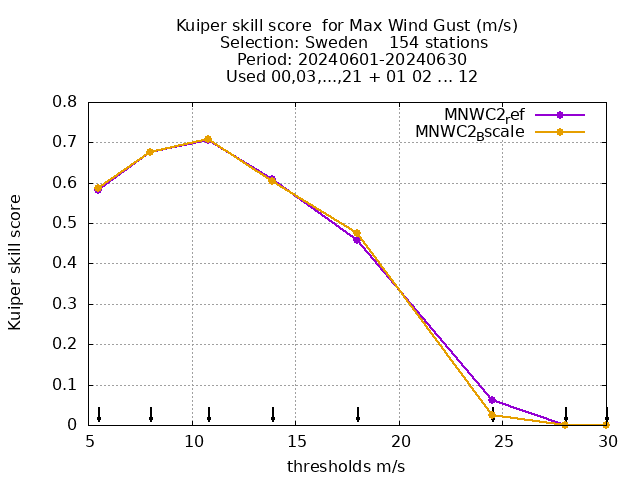 Kuiper skill score  for Max Wind Gust (m/s)
Selection: Sweden    154 stations
Period: 20240601-20240630
Used 00,03,...,21 + 01 02 ... 12
MNWC2ref
MNWC2Bscale
Kuiper skill score
0.8
0.7
0.6
0.5
0.4
0.3
0.2
0.1
0
5 10 15 20 25 30
thresholds m/s